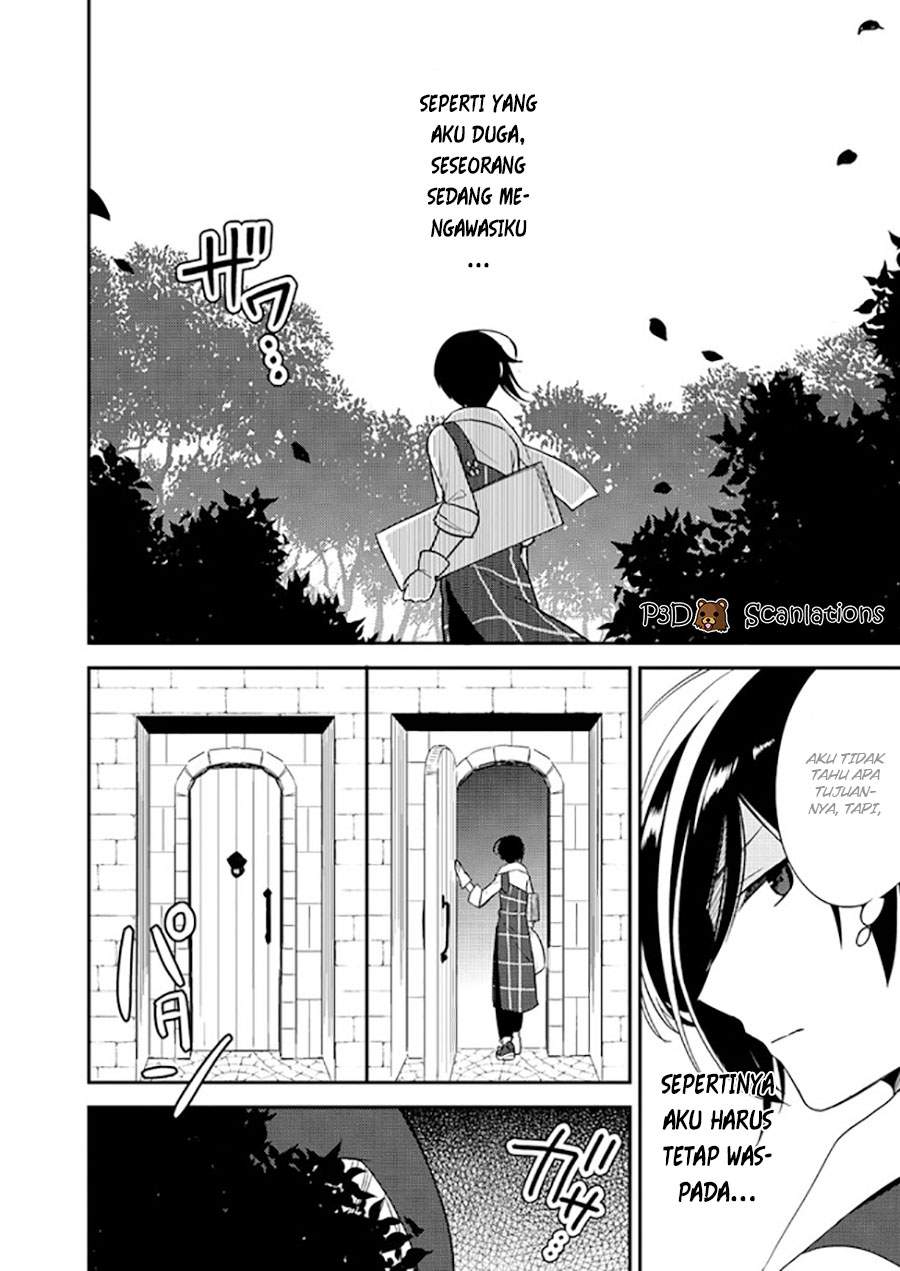 SEPERTI YANG
AKU DUGA,
SESEORANG
SEDANG ME-
NGAWASIKU
...
ザワ...
P3D Scanlations
AKU TIDAK
TAHU APA
TUJUAN-
NYA, TAPI,
SEPERTINYA
AKU HARUS
TETAP WAS-
PADA...
パタン
ガサ...